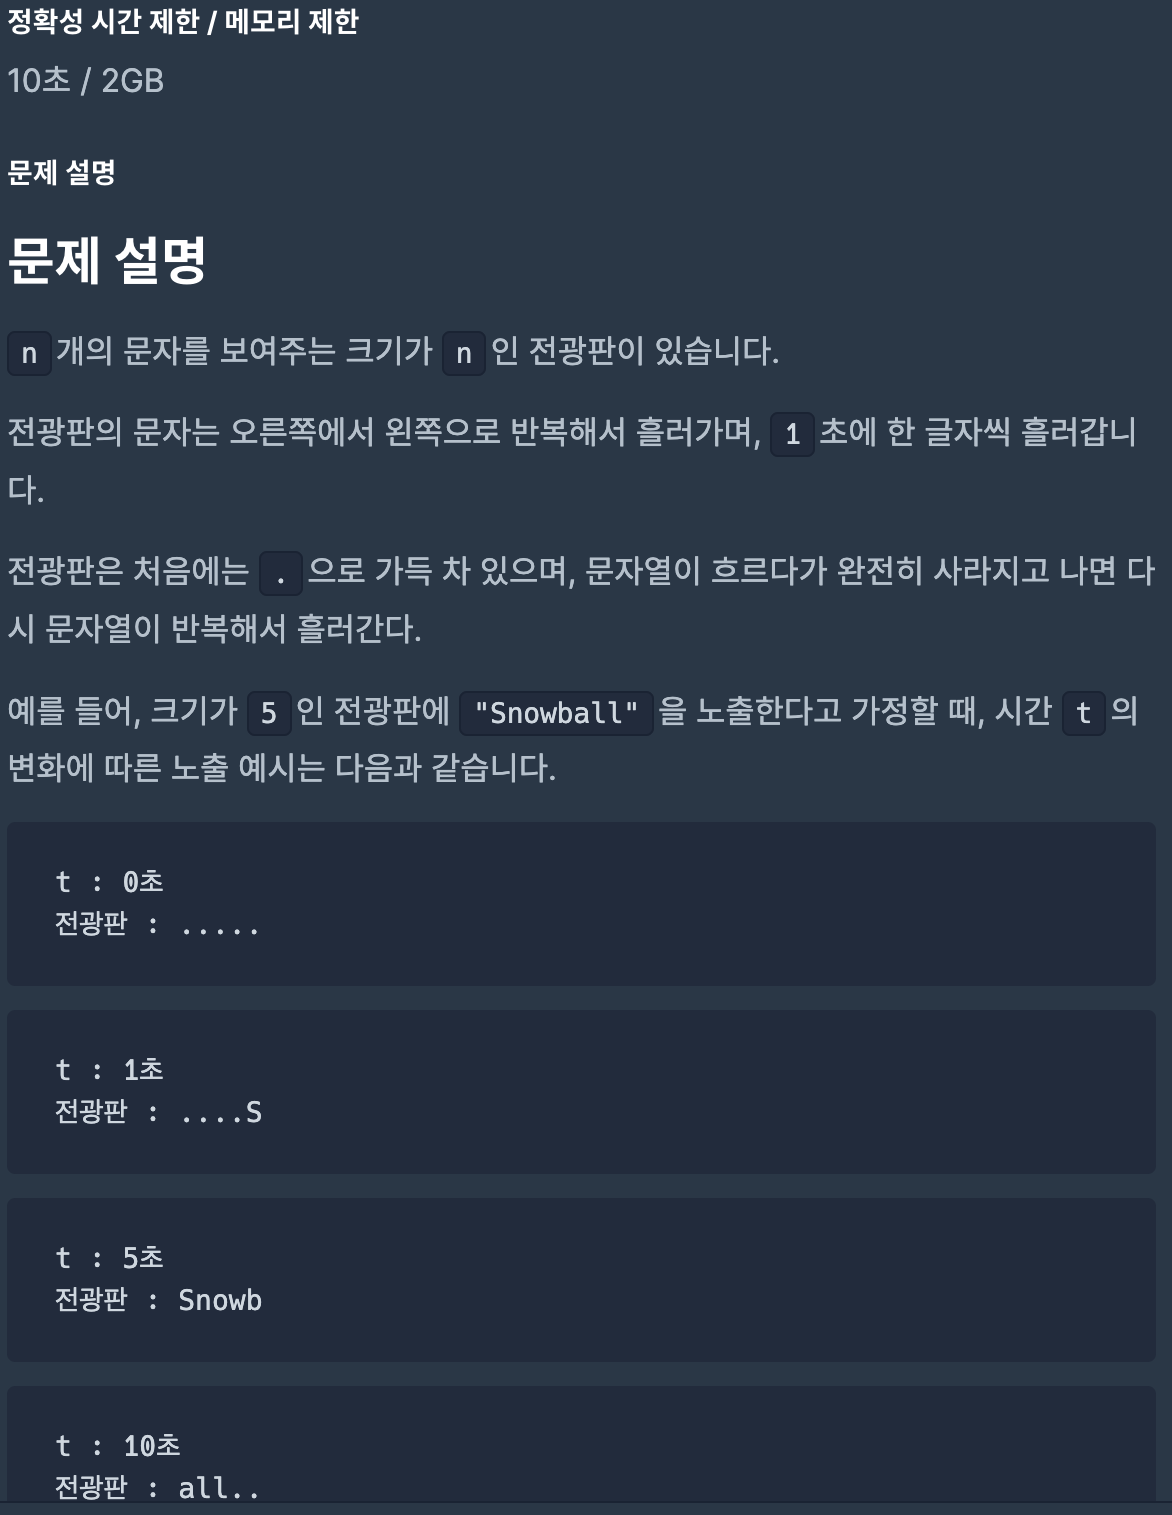 정확성 시간 제한 / 메모리 제한
10초 / 2GB
문제 설명
문제 설명
n 개의 문자를 보여주는 크기가 n 인 전광판이 있습니다.
전광판의 문자는 오른쪽에서 왼쪽으로 반복해서 흘러가며, 1 초에 한 글자씩 흘러갑니
다.
전광판은 처음에는 . 으로 가득 차 있으며, 문자열이 흐르다가 완전히 사라지고 나면 다
시 문자열이 반복해서 흘러간다.
예를 들어, 크기가 5 인 전광판에 "Snowball" 을 노출한다고 가정할 때, 시간 t 의
변화에 따른 노출 예시는 다음과 같습니다.
t : 0초
전광판 : .....
t : 1초
전광판 : ....S
t : 5초
전광판 : Snowb
t : 10초
전광판 : all..